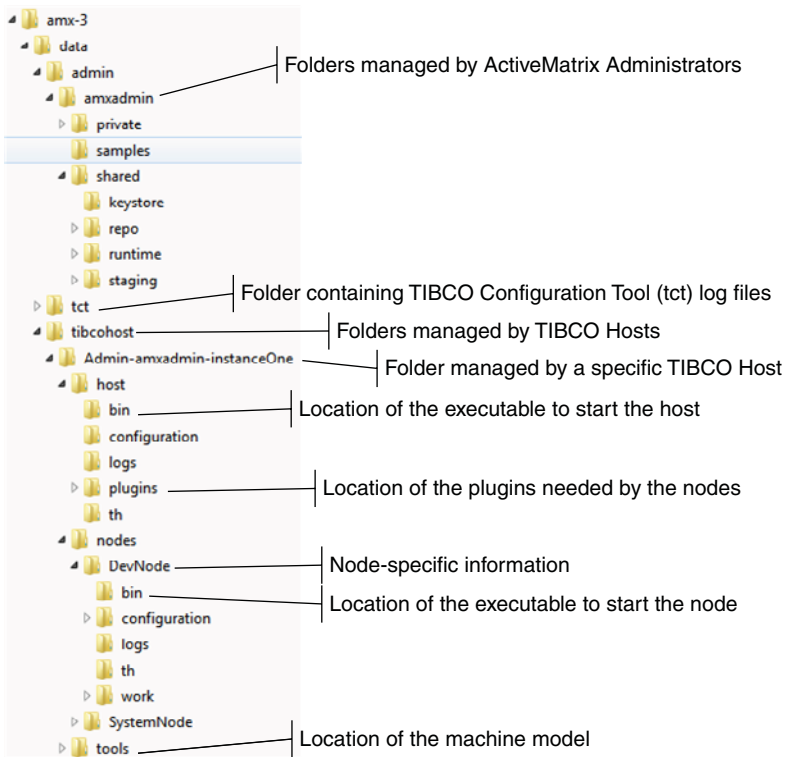 amx-3
data
admin
Folders managed by ActiveMatrix Administrators
amxadmin
private
samples
shared
keystore
repo
runtime
staging
Folder containing TIBCO Configuration Tool (tct) log files
tct
tibcohost
Folders managed by TIBCO Hosts
Admin-amxadmin-instanceOne
Folder managed by a specific TIBCO Host
host
bin
Location of the executable to start the host
configuration
logs
plugins
Location of the plugins needed by the nodes
th
nodes
DevNode
Node-specific information
bin
Location of the executable to start the node
configuration
logs
th
work
SystemNode
Location of the machine model
tools